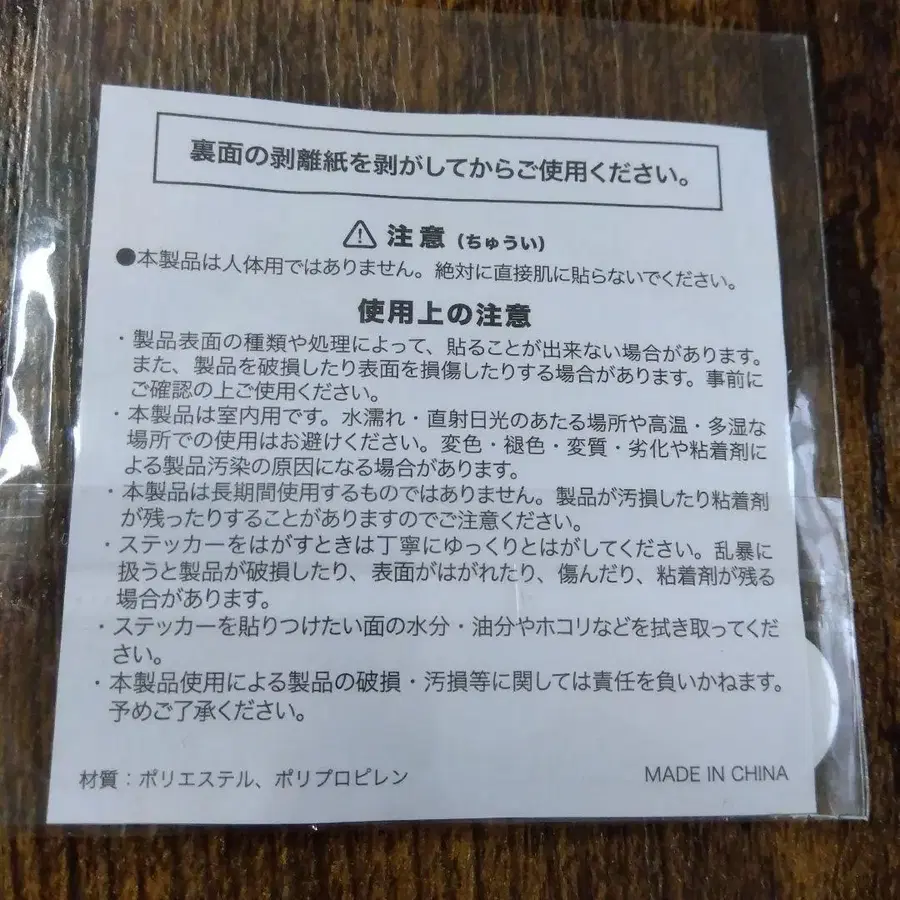 裏面の剥離紙を剥がしてからご使用ください。
⚠ 注意 (ちゅうい)
●本製品は人体用ではありません。絶対に直接肌に貼らないでください。
使用上の注意
・製品表面の種類や処理によって、貼ることが出来ない場合があります。
また、製品を破損したり表面を損傷したりする場合があります。事前に
ご確認の上ご使用ください。
・本製品は室内用です。水濡れ・直射日光のあたる場所や高温・多湿な
場所での使用はお避けください。変色・褪色・変質・劣化や粘着剤に
よる製品汚染の原因になる場合があります。
・本製品は長期間使用するものではありません。製品が汚損したり粘着剤
が残ったりすることがありますのでご注意ください。
・ステッカーをはがすときは丁寧にゆっくりとはがしてください。乱暴に
扱うと製品が破損したり、表面がはがれたり、傷んだり、粘着剤が残る
場合があります。
・ステッカーを貼りつけたい面の水分・油分やホコリなどを拭き取ってくだ
さい。
・本製品使用による製品の破損・汚損等に関しては責任を負いかねます。
予めご了承ください。
材質：ポリエステル、ポリプロピレン
MADE IN CHINA